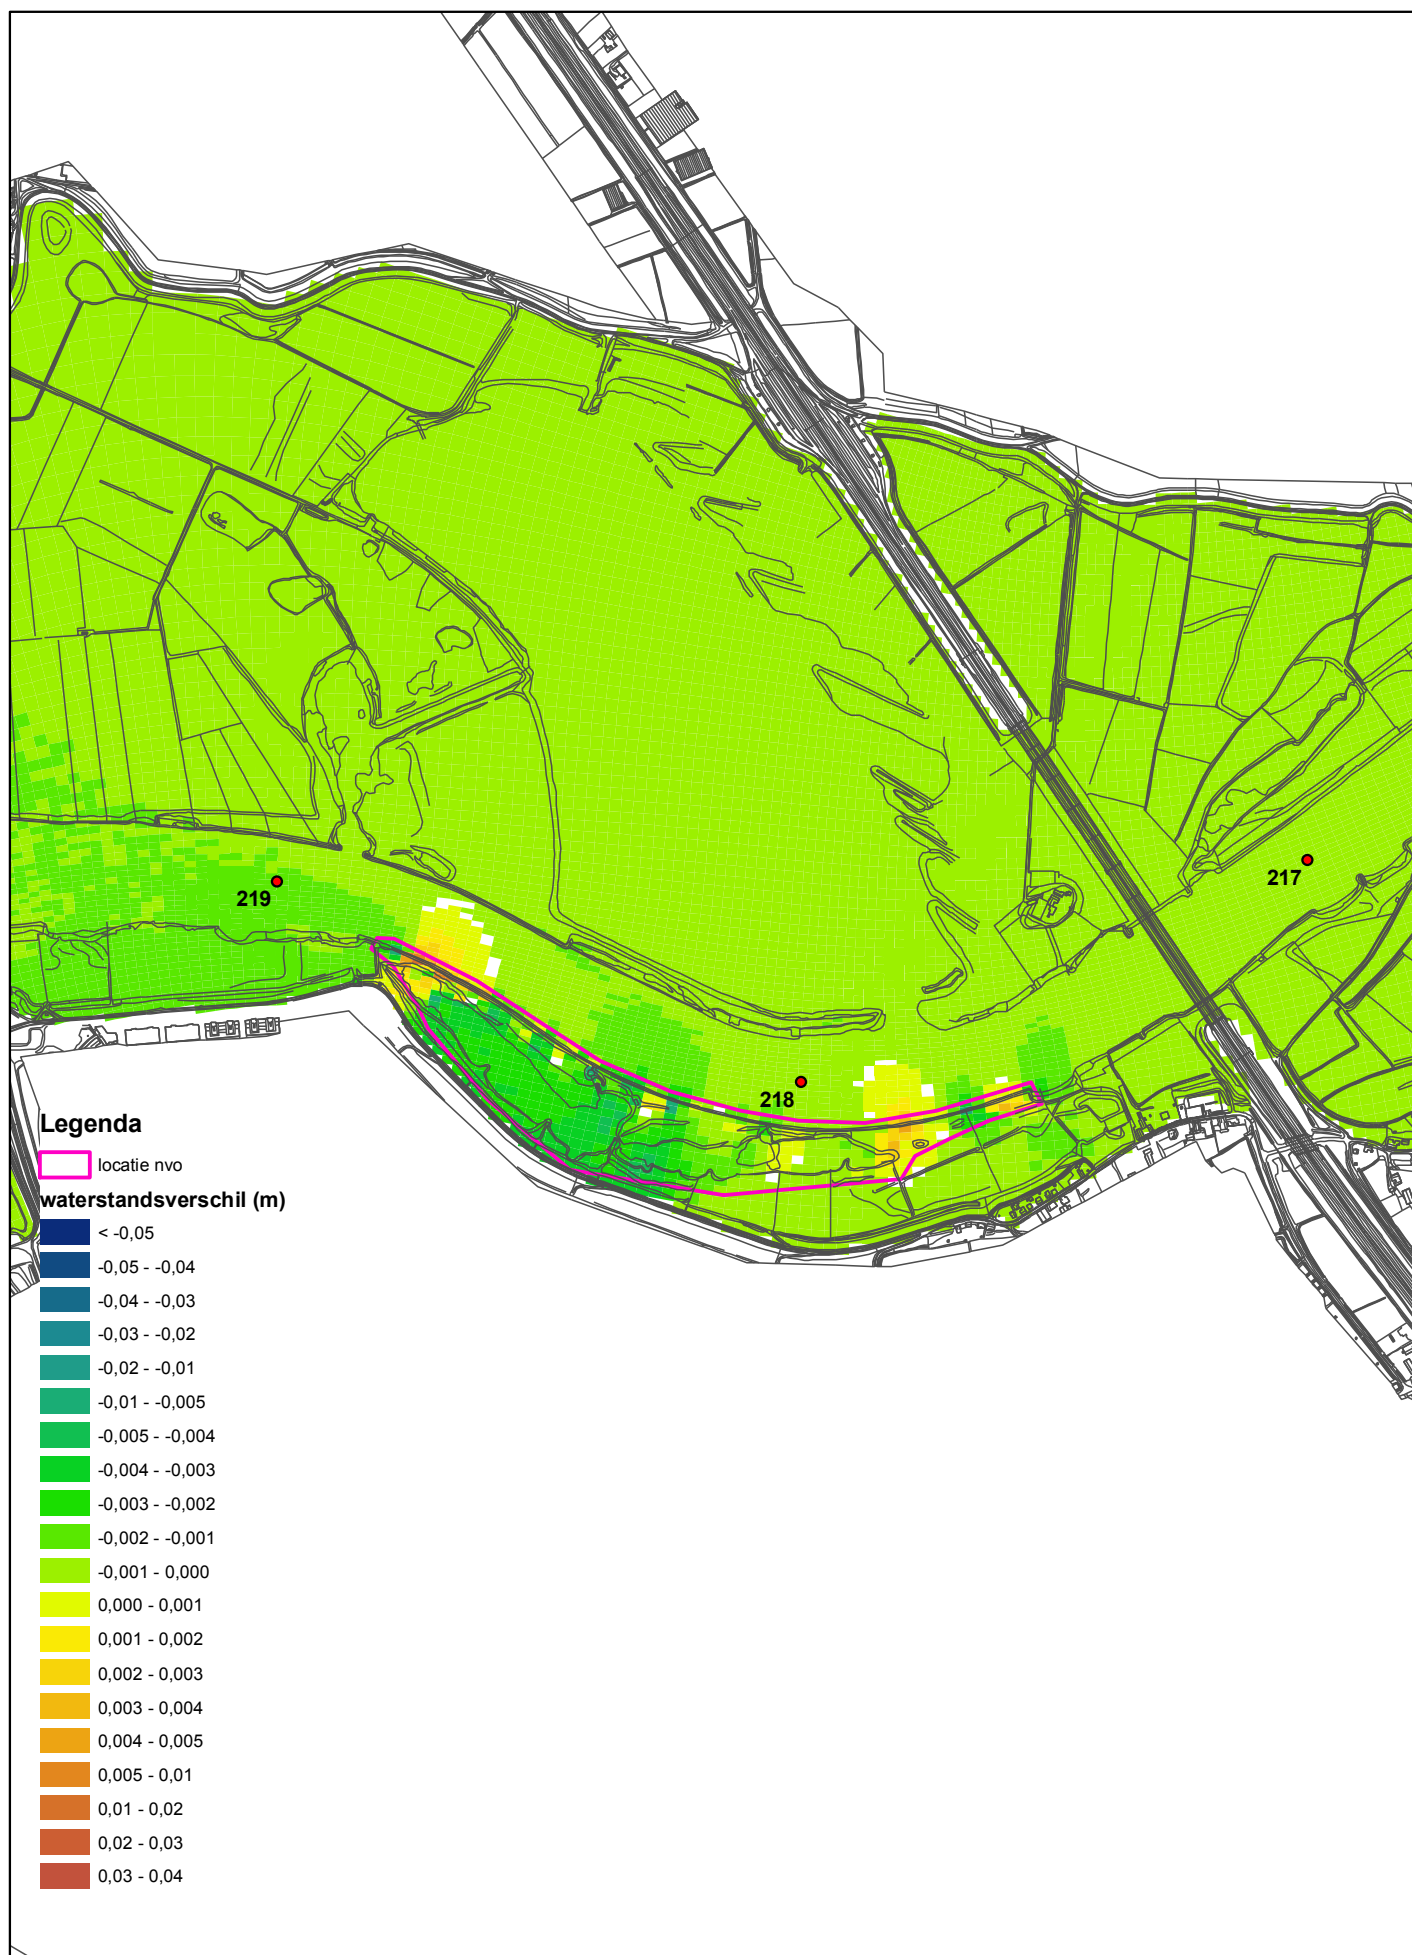 217
219
218
Legenda
locatie nvo
waterstandsverschil (m)
< -0,05
-0,05 - -0,04
-0,04 - -0,03
-0,03 - -0,02
-0,02 - -0,01
-0,01 - -0,005
-0,005 - -0,004
-0,004 - -0,003
-0,003 - -0,002
-0,002 - -0,001
-0,001 - 0,000
0,000 - 0,001
0,001 - 0,002
0,002 - 0,003
0,003 - 0,004
0,004 - 0,005
0,005 - 0,01
0,01 - 0,02
0,02 - 0,03
0,03 - 0,04